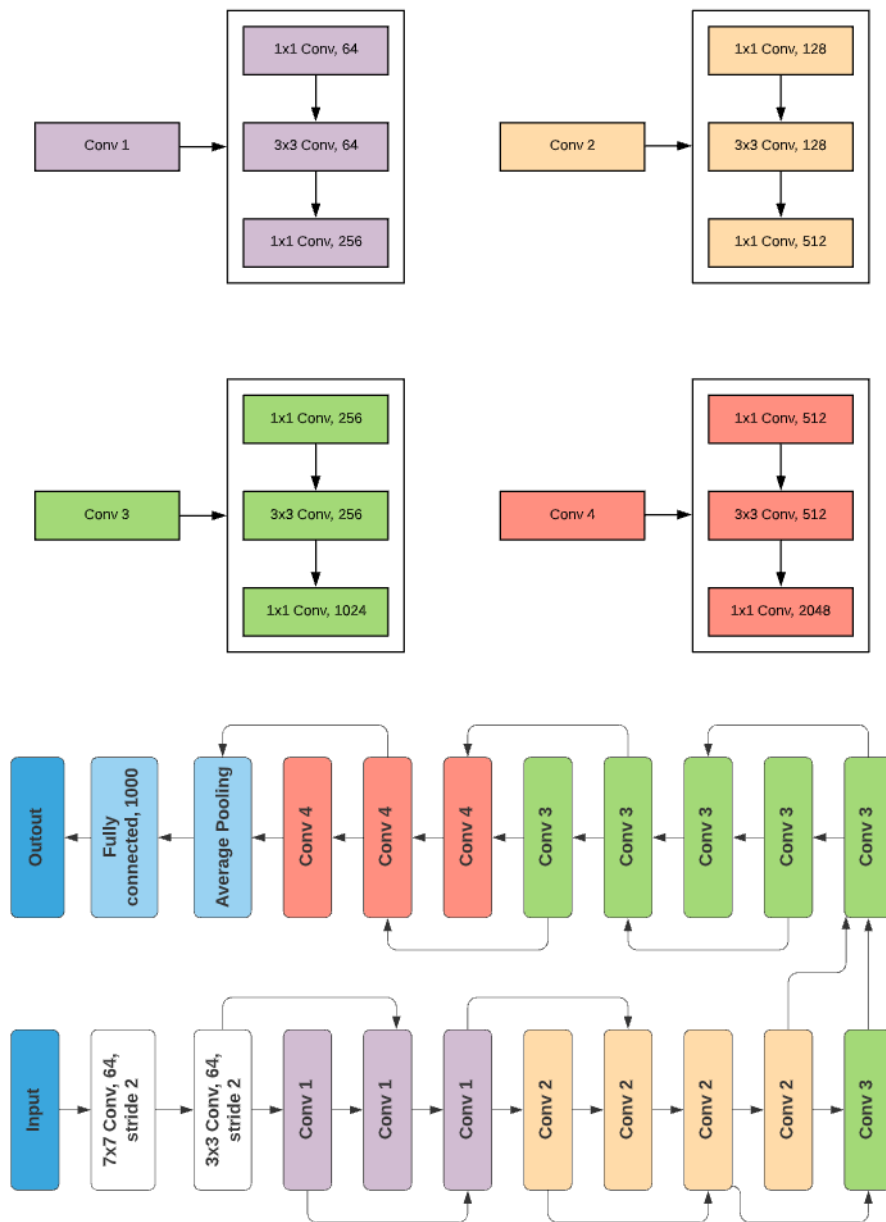 1x1 Conv, 64
1x1 Conv, 128
Conv 1
3x3 Conv, 64
Conv 2
3x3 Conv, 128
1x1 Conv, 256
1x1 Conv, 512
1x1 Conv, 256
1x1 Conv, 512
Conv 3
3x3 Conv, 256
Conv 4
3x3 Conv, 512
1x1 Conv, 1024
1x1 Conv, 2048
Outout
Fully
connected, 1000
Average Pooling
Conv 4
Conv 4
Conv 4
Conv 3
Conv 3
Conv 3
Conv 3
Conv 3
Input
7x7 Conv, 64,
stride 2
3x3 Conv, 64,
stride 2
Conv 1
Conv 1
Conv 1
Conv 2
Conv 2
Conv 2
Conv 2
Conv 3